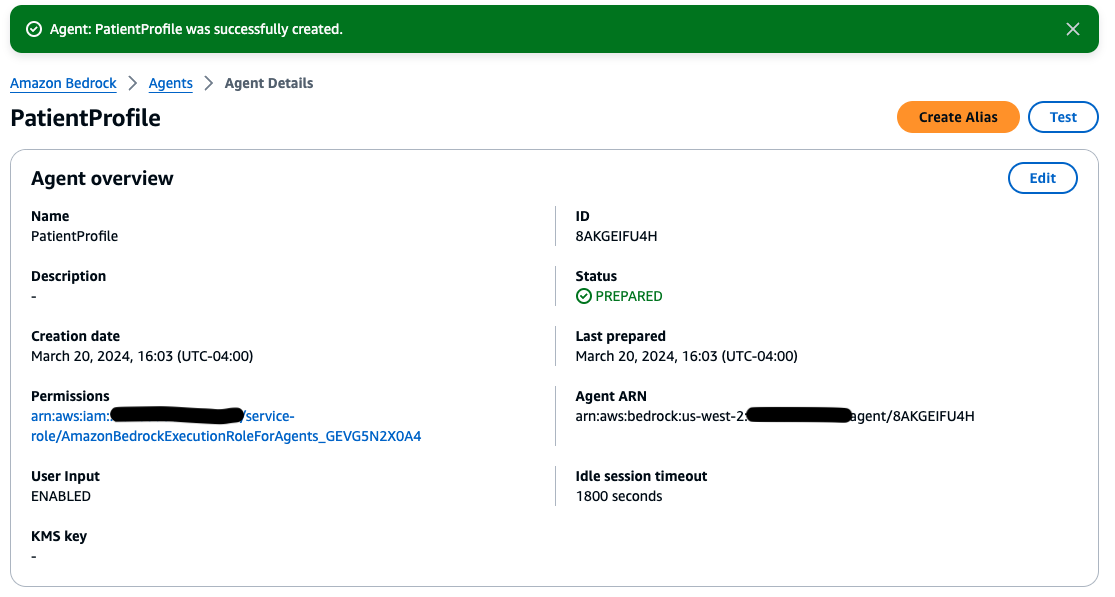 Agent: PatientProfile was successfully created.
Amazon Bedrock > Agents > Agent Details
PatientProfile
Create Alias
Test
Agent overview
Edit
Name
PatientProfile
ID
8AKGEIFU4H
Description
-
Status
PREPARED
Creation date
March 20, 2024, 16:03 (UTC-04:00)
Last prepared
March 20, 2024, 16:03 (UTC-04:00)
Permissions
arn:aws:iam: /service-
role/AmazonBedrockExecutionRoleForAgents_GEVG5N2X0A4
Agent ARN
arn:aws:bedrock:us-west-2: agent/8AKGEIFU4H
User Input
ENABLED
Idle session timeout
1800 seconds
KMS key
-